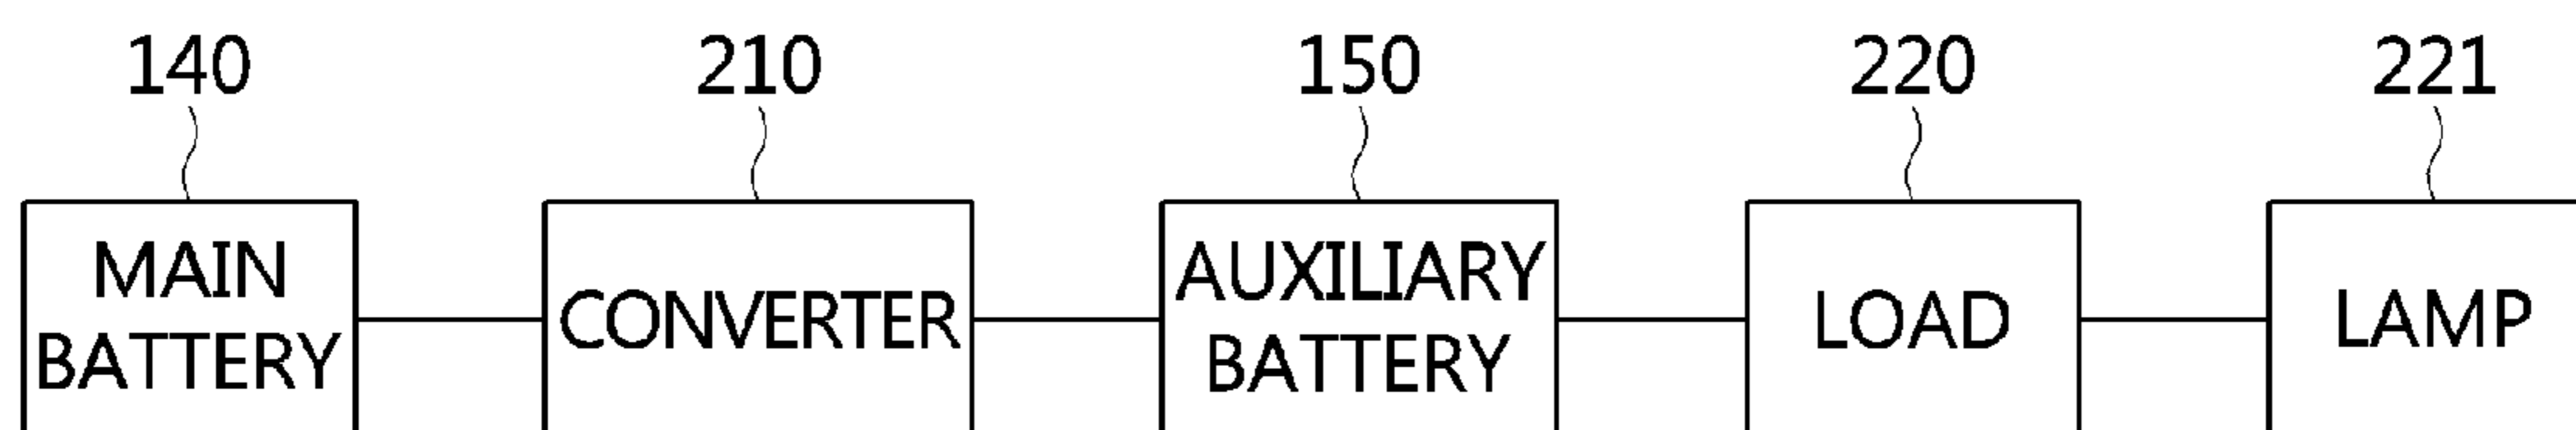 140 210 150 220 221
MAIN BATTERY
CONVERTER
AUXILIARY BATTERY
LOAD
LAMP